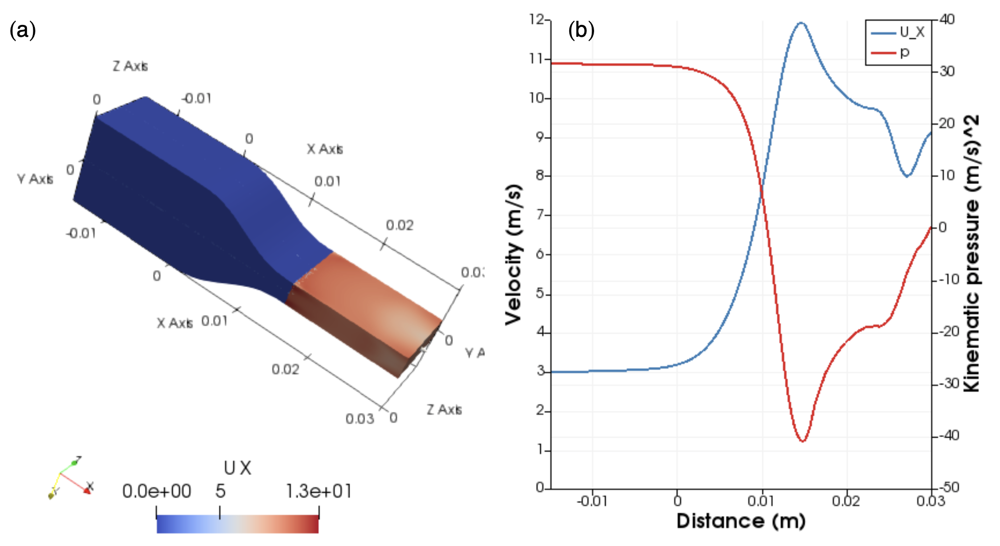 (a)
Z Axis
0
-0.01
0
X Axis
0.01
0.02
0.03
Y Axis
0
-0.01
0
X Axis
0.01
0.02
0.03
0
Z Axis
0
Y A
Z
X
Y
U X
0.0e+00 5 1.3e+01
(b)
U_X
p
Velocity (m/s)
12
11
10
9
8
7
6
5
4
3
2
1
0
-0.01 0 0.01 0.02 0.03
Distance (m)
40
30
20
10
0
-10
-20
-30
-40
-50
Kinematic pressure (m/s)^2